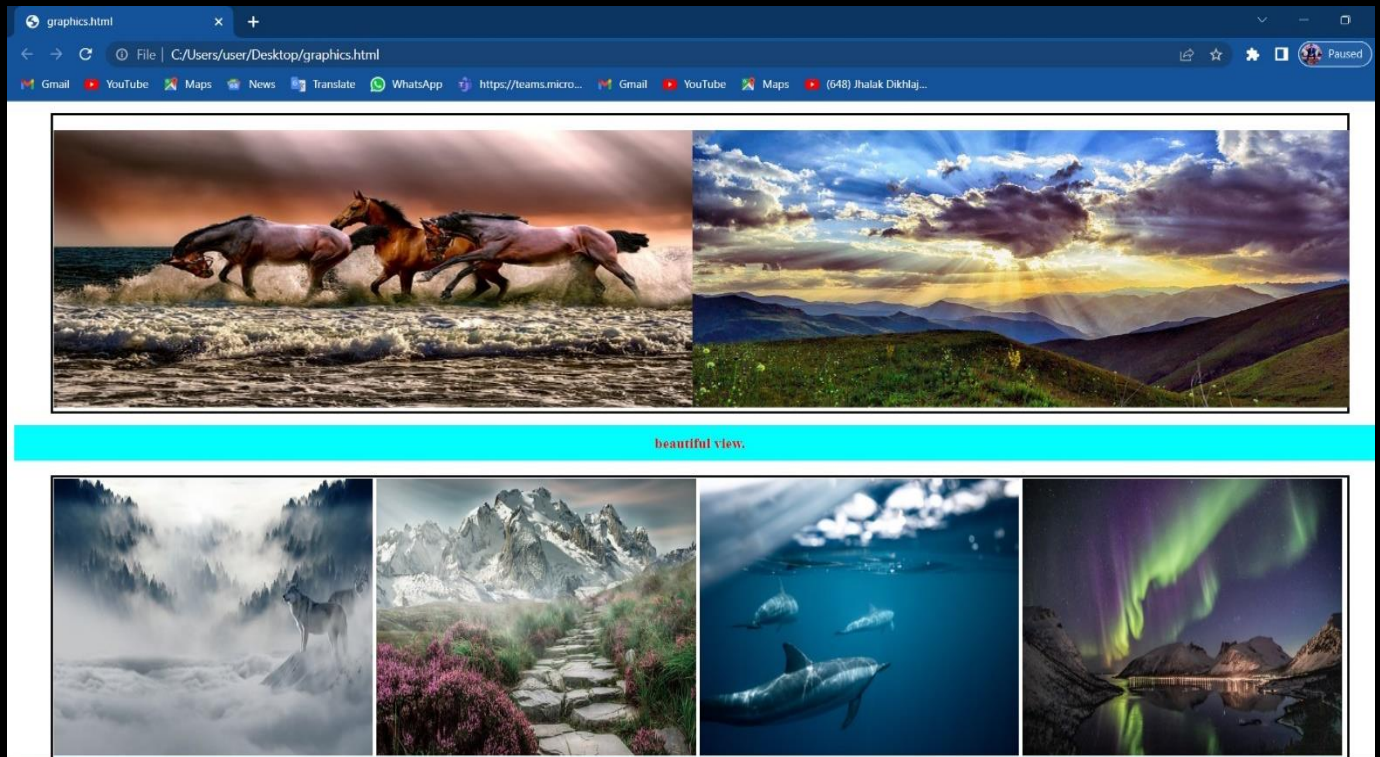 graphics.html
File | C:/Users/user/Desktop/graphics.html
Paused
Gmail YouTube Maps News Translate WhatsApp https://teams.micro... Gmail YouTube Maps (648) Jhalak Dikhlaj...
beautiful view.